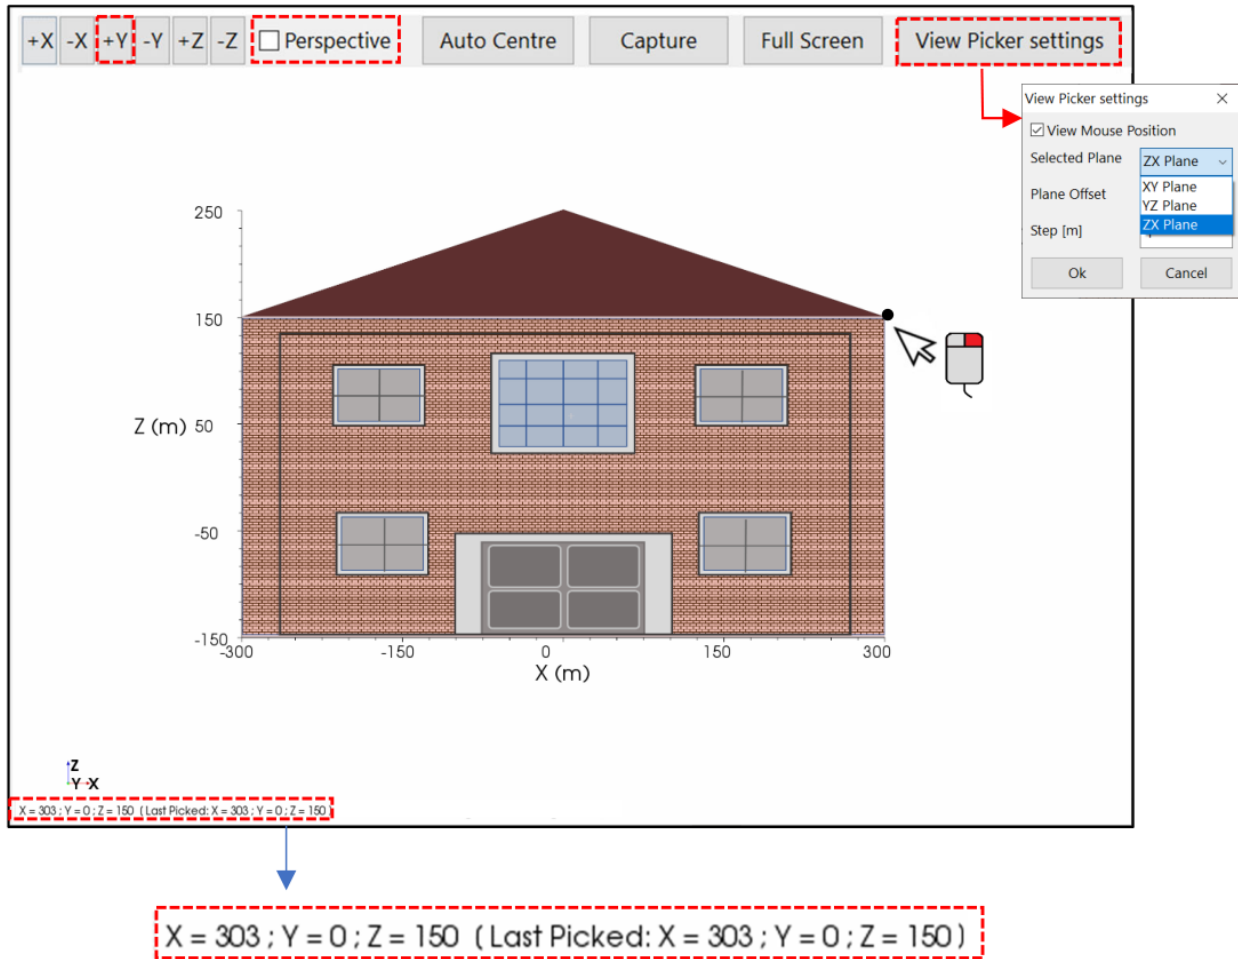 +X -X +Y -Y +Z -Z Perspective Auto Centre Capture Full Screen View Picker settings
View Picker settings
View Mouse Position
Selected Plane ZX Plane
XY Plane
Plane Offset
YZ Plane
ZX Plane
Step [m]
Ok Cancel
250
150
Z (m) 50
-50
-150
-300 -150 0 150 300
X (m)
Z
Y X
X = 303 ; Y = 0 ; Z = 150 ( Last Picked: X = 303 ; Y = 0 ; Z = 150 )
X = 303 ; Y = 0 ; Z = 150 ( Last Picked: X = 303 ; Y = 0 ; Z = 150 )